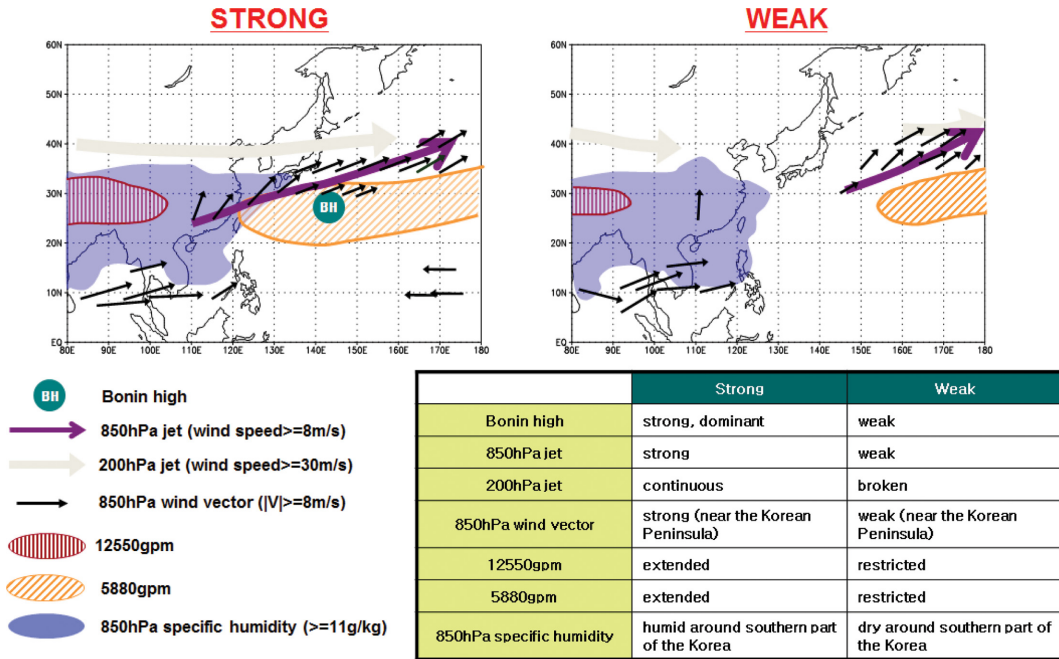 STRONG
WEAK
60N
50N
40N
30N
20N
10N
EQ
80E 90E 100E 110E 120E 130E 140E 150E 160E 170E 180
BH
60N
50N
40N
30N
20N
10N
EQ
80E 90E 100E 110E 120E 130E 140E 150E 160E 170E 180
BH Bonin high
850hPa jet (wind speed>=8m/s)
200hPa jet (wind speed>=30m/s)
850hPa wind vector (|V|>=8m/s)
12550gpm
5880gpm
850hPa specific humidity (>=11g/kg)
Strong Weak
Bonin high strong, dominant weak
850hPa jet strong weak
200hPa jet continuous broken
850hPa wind vector strong (near the Korean Peninsula) weak (near the Korean Peninsula)
12550gpm extended restricted
5880gpm extended restricted
850hPa specific humidity humid around southern part of the Korea dry around southern part of the Korea